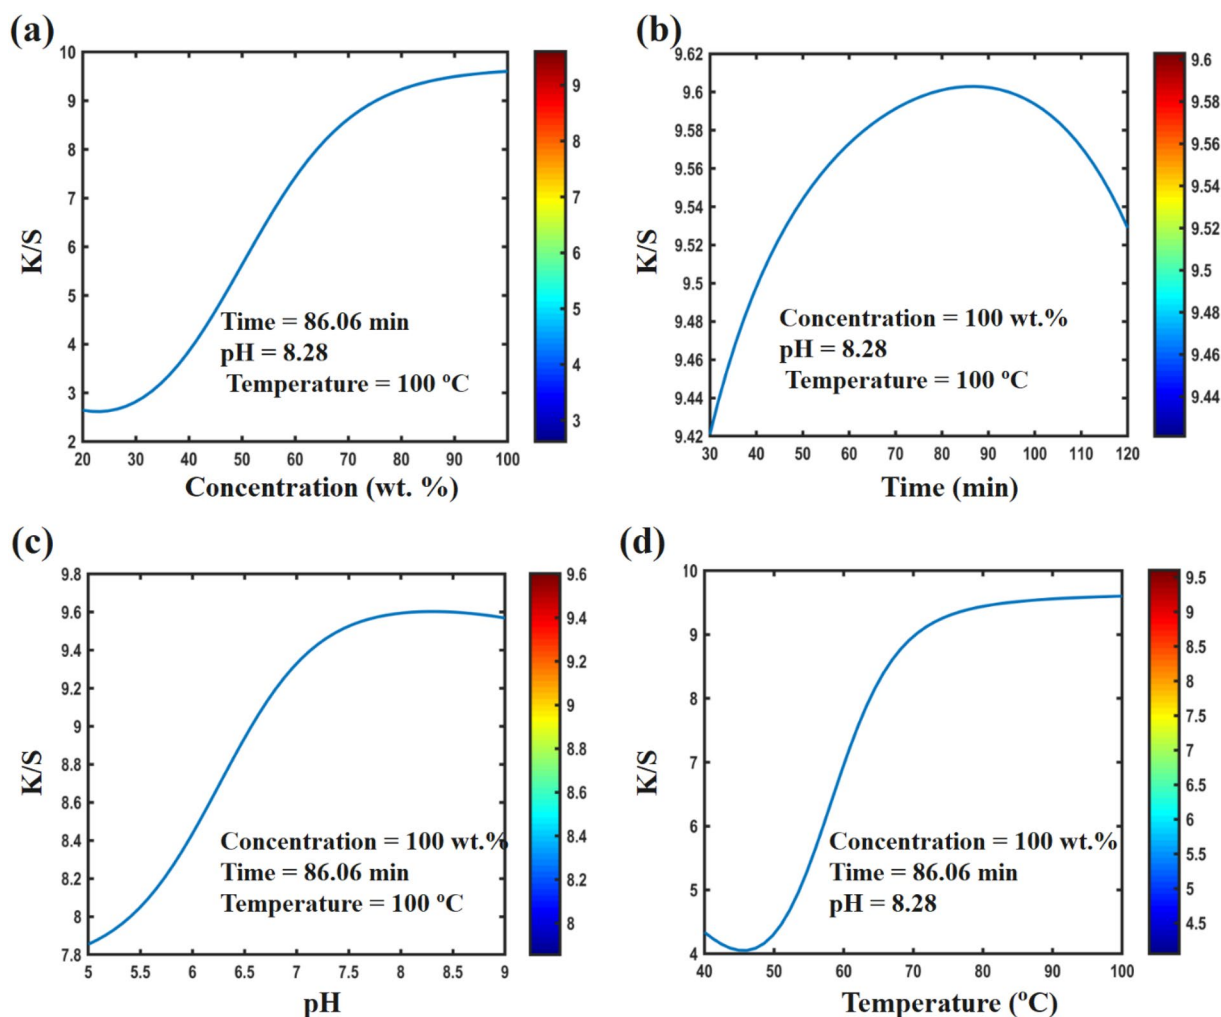 (a)
10
9
8
7
6
5
4
3
2
K/S
20 30 40 50 60 70 80 90 100
Concentration (wt. %)
Time = 86.06 min
pH = 8.28
Temperature = 100 ºC
9
8
7
6
5
4
3
(b)
9.62
9.6
9.58
9.56
9.54
9.52
9.5
9.48
9.46
9.44
9.42
K/S
30 40 50 60 70 80 90 100 110 120
Time (min)
Concentration = 100 wt.%
pH = 8.28
Temperature = 100 ºC
9.6
9.58
9.56
9.54
9.52
9.5
9.48
9.46
9.44
(c)
9.8
9.6
9.4
9.2
9
8.8
8.6
8.4
8.2
8
7.8
K/S
5 5.5 6 6.5 7 7.5 8 8.5 9
pH
Concentration = 100 wt.%
Time = 86.06 min
Temperature = 100 ºC
9.6
9.4
9.2
9
8.8
8.6
8.4
8.2
8
(d)
10
9
8
7
6
5
4
K/S
40 50 60 70 80 90 100
Temperature (ºC)
Concentration = 100 wt.%
Time = 86.06 min
pH = 8.28
9.5
9
8.5
8
7.5
7
6.5
6
5.5
5
4.5